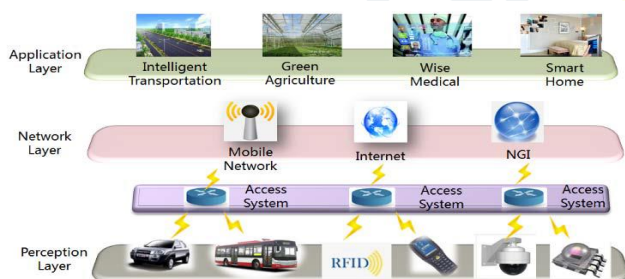 Application
Layer
Intelligent
Transportation
Green
Agriculture
Wise
Medical
Smart
Home
Network
Layer
Mobile
Network
Internet
NGI
Access
System
Access
System
Access
System
Perception
Layer
RFID